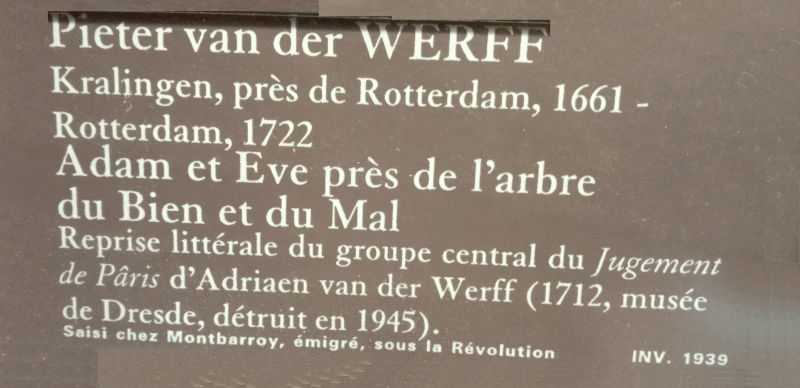 Pieter van der WERFF
Kralingen, près de Rotterdam, 1661 -
Rotterdam, 1722
Adam et Eve près de l'arbre
du Bien et du Mal
Reprise littérale du groupe central du Jugement
de Pâris d'Adriaen van der Werff (1712, musée
de Dresde, détruit en 1945).
Saisi chez Montbarroy, émigré, sous la Révolution INV. 1939